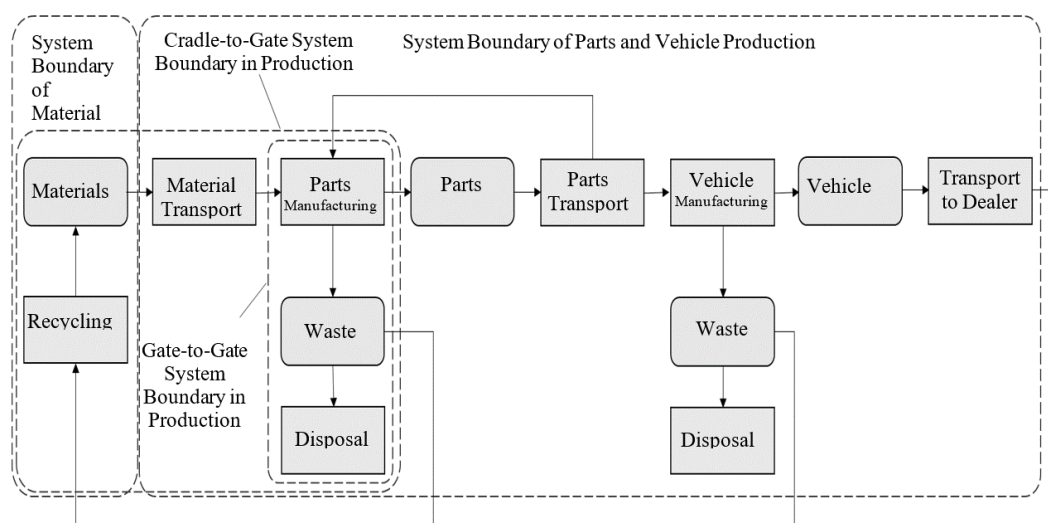 System
Boundary
of
Material
Cradle-to-Gate System
Boundary in Production
System Boundary of Parts and Vehicle Production
Materials
Material
Transport
Parts
Manufacturing
Parts
Parts
Transport
Vehicle
Manufacturing
Vehicle
Transport
to Dealer
Recycling
Waste
Waste
Gate-to-Gate
System
Boundary in
Production
Disposal
Disposal